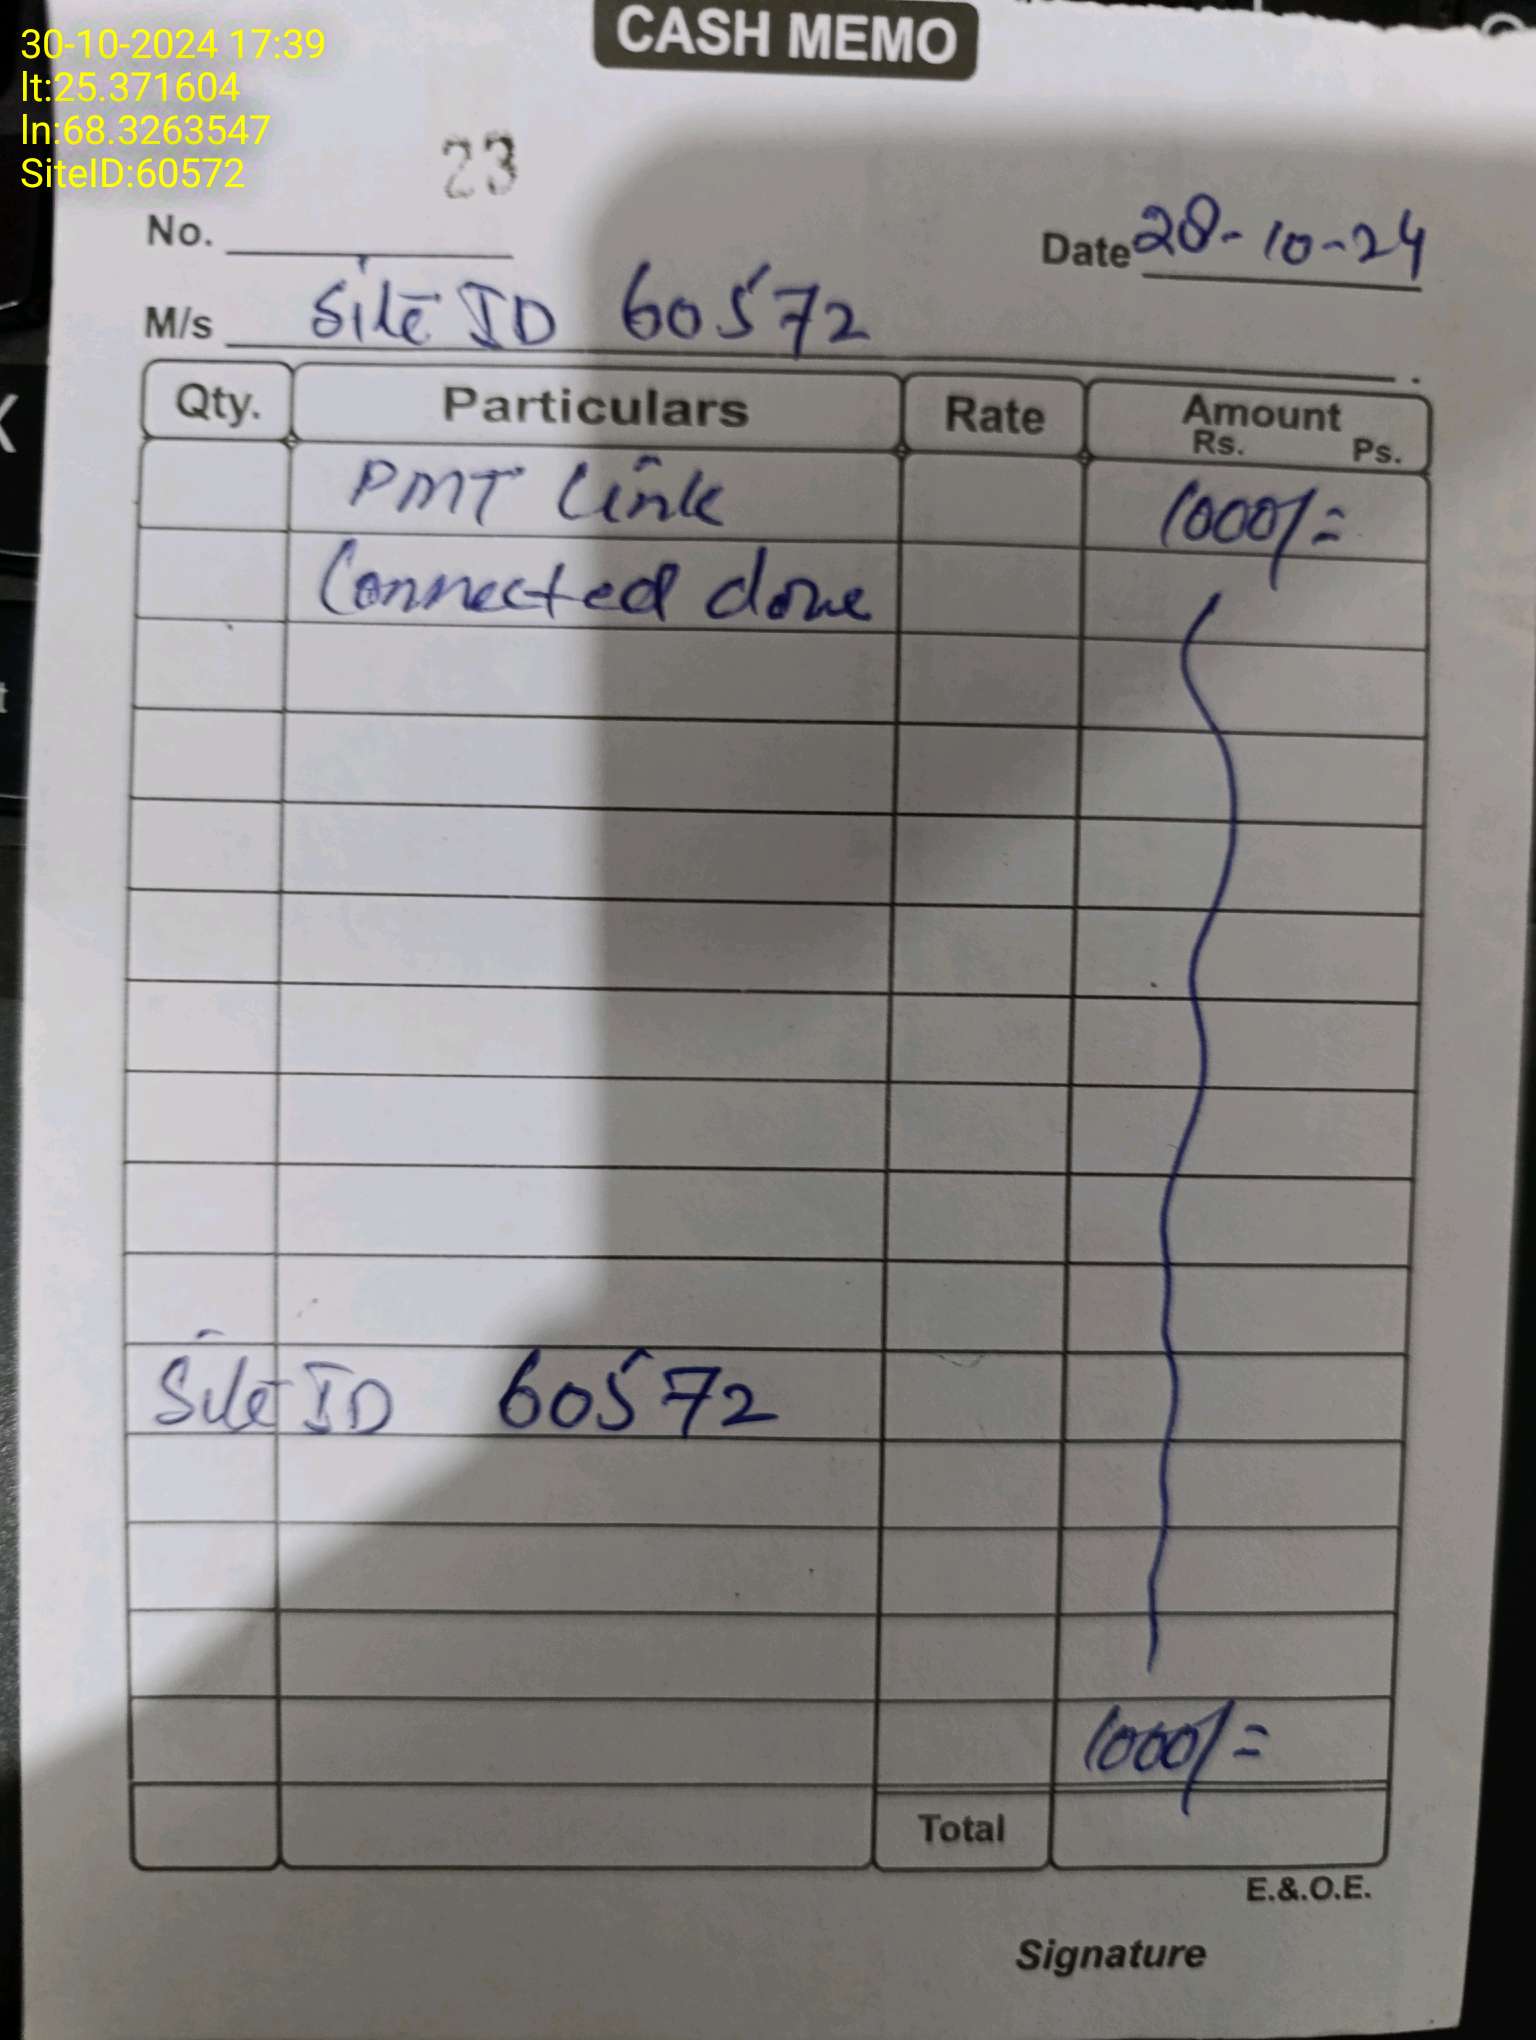 30-10-2024 17:39
lt:25.371604
ln:68.3263547
SiteID:60572
CASH MEMO
23
No.
Date 28-10-24
M/s Site ID 60572
Qty. Particulars Rate Amount
Rs. Ps.
PMT Link 1000/=
Connected done
Site ID 60572
1000/=
Total
E.&.O.E.
Signature